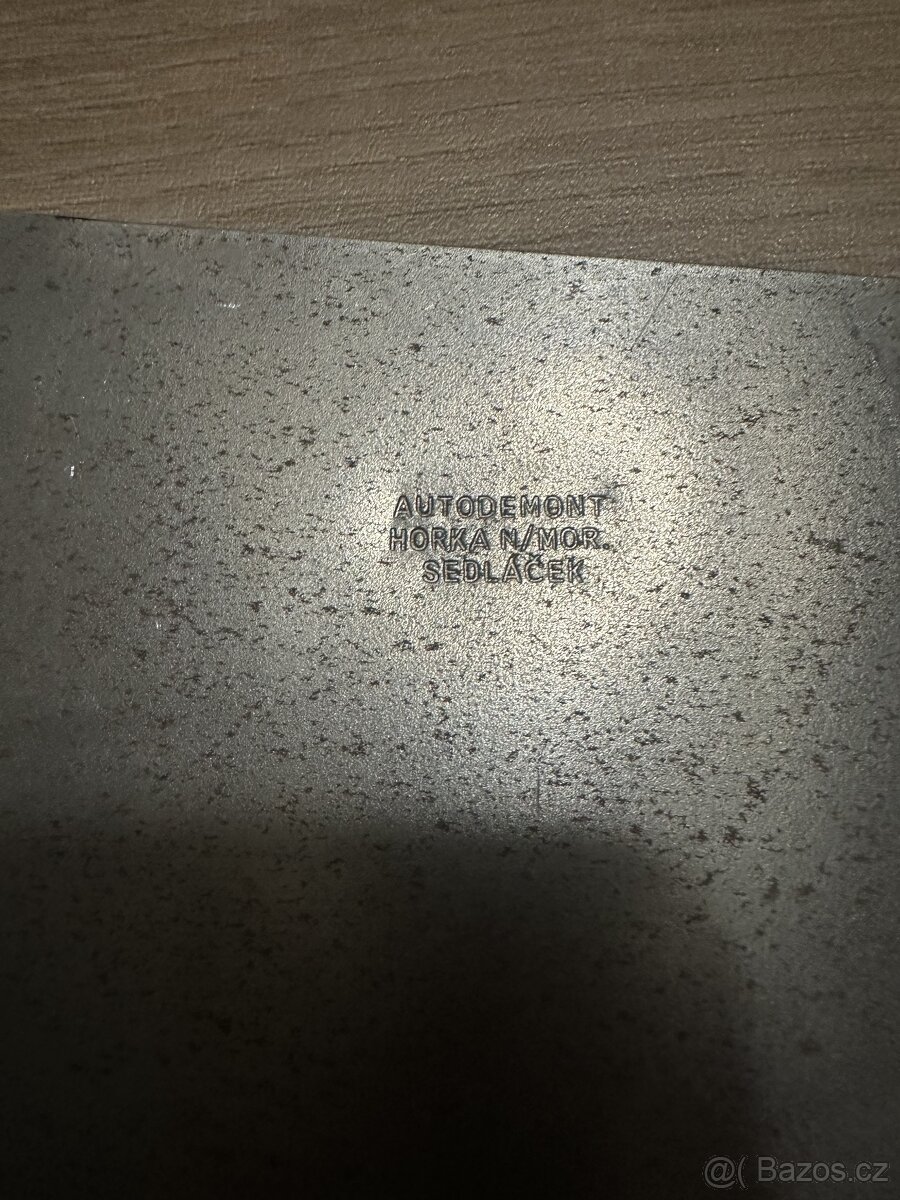 AUTODEMONT
HORKA N/MOR.
SEDLÁČEK
@( Bazos.cz